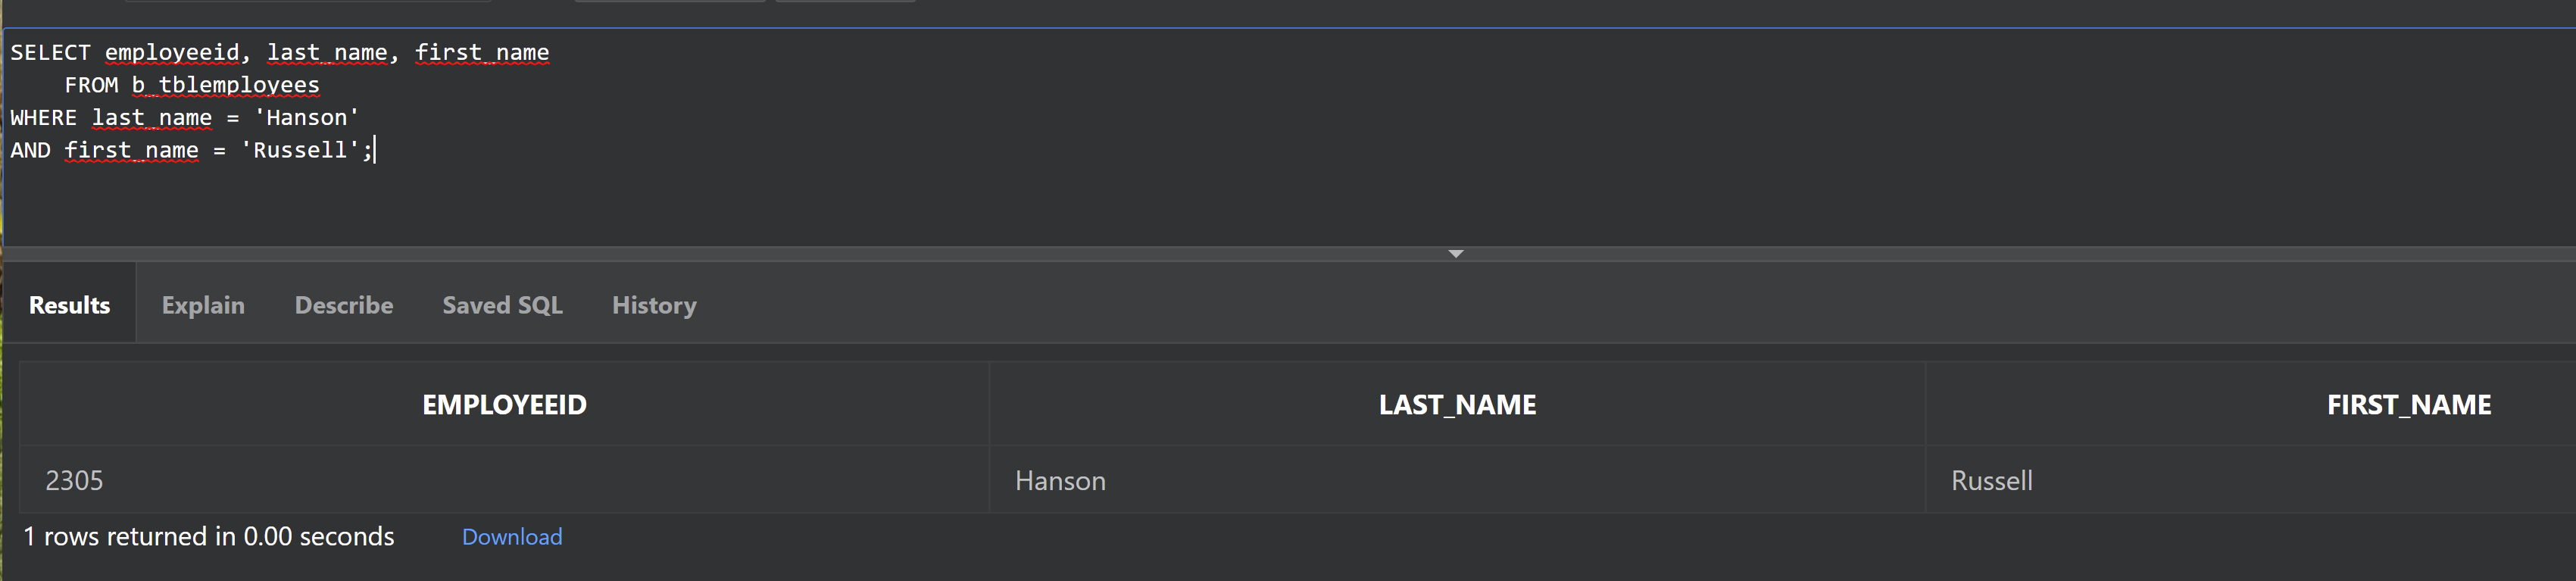 SELECT employeeid, last_name, first_name
    FROM b_tblemployees
WHERE last_name = 'Hanson'
AND first_name = 'Russell';
Results Explain Describe Saved SQL History
EMPLOYEEID LAST_NAME FIRST_NAME
2305 Hanson Russell
1 rows returned in 0.00 seconds Download